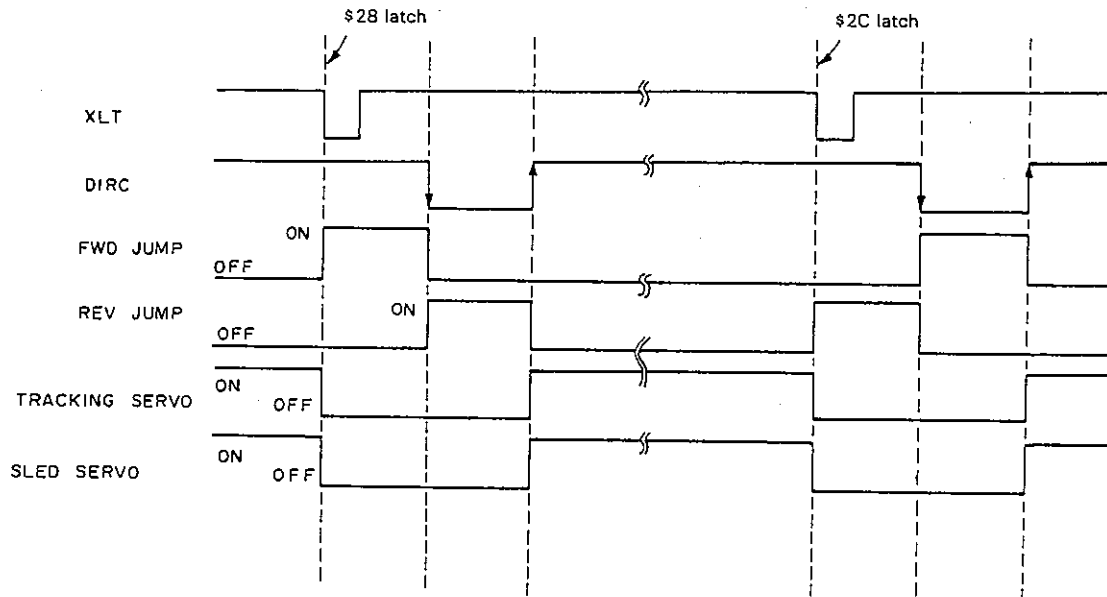 $28 latch
$2C latch
XLT
DIRC
ON
FWD JUMP
OFF
REV JUMP
ON
OFF
ON
TRACKING SERVO
OFF
ON
SLED SERVO
OFF